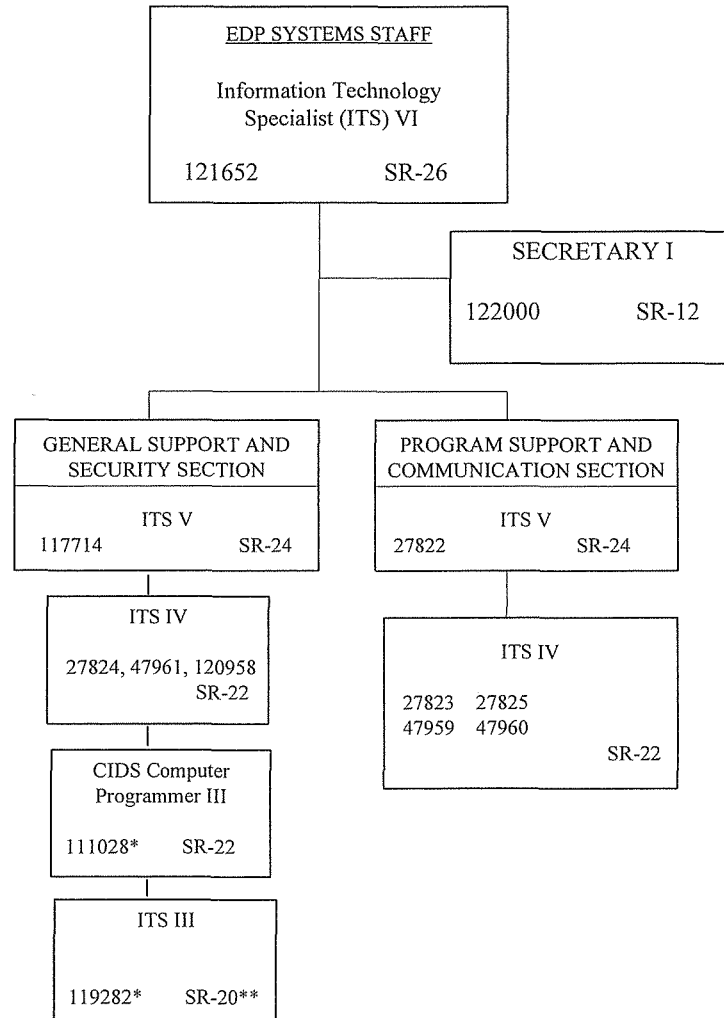 EDP SYSTEMS STAFF
Information Technology
Specialist (ITS) VI
121652 SR-26
SECRETARY I
122000 SR-12
GENERAL SUPPORT AND
SECURITY SECTION
ITS V
117714 SR-24
PROGRAM SUPPORT AND
COMMUNICATION SECTION
ITS V
27822 SR-24
ITS IV
27824, 47961, 120958
SR-22
ITS IV
27823 27825
47959 47960
SR-22
CIDS Computer
Programmer III
111028* SR-22
ITS III
119282* SR-20**